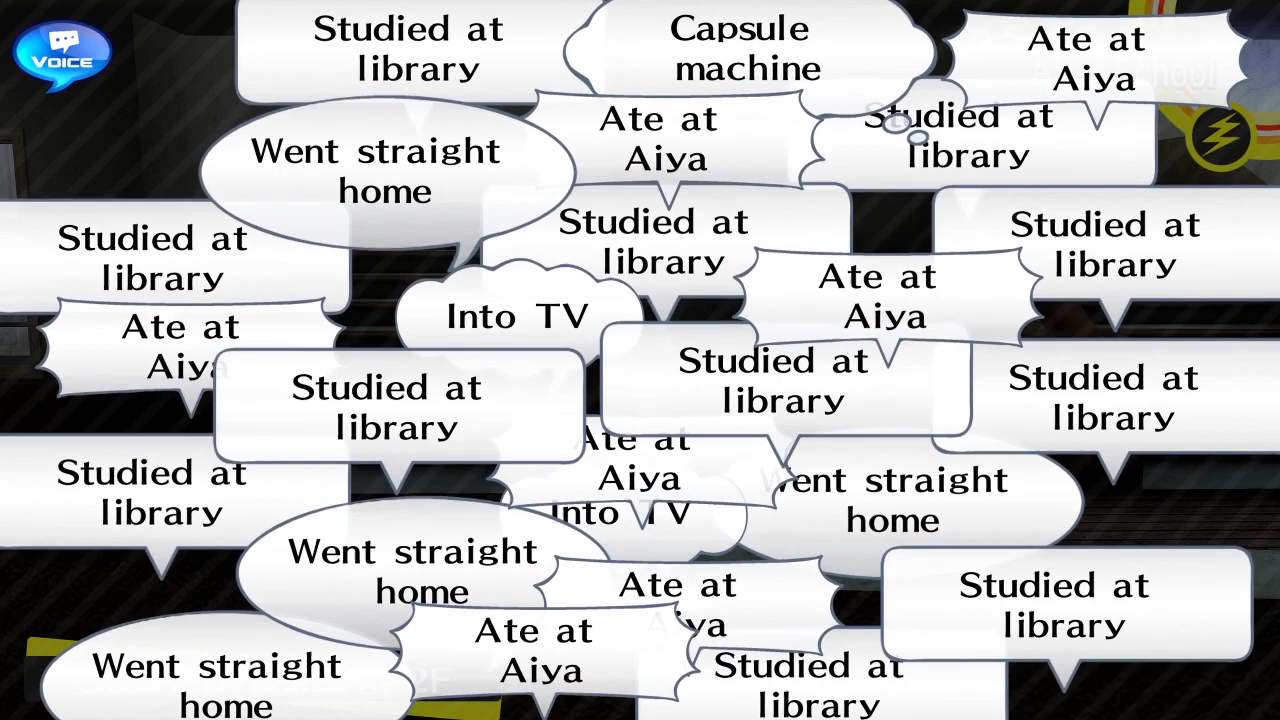 VOICE
Studied at
library
Capsule
machine
Ate at
Aiya
Ate at
Aiya
Studied at
library
Went straight
home
Studied at
library
Studied at
library
Studied at
library
Ate at
Aiya
Into TV
Ate at
Aiya
Studied at
library
Studied at
library
Studied at
library
Ate at
Aiya
Went straight
home
Studied at
library
Into TV
Went straight
home
Ate at
Aiya
Studied at
library
Ate at
Aiya
Went straight
home
Studied at
library